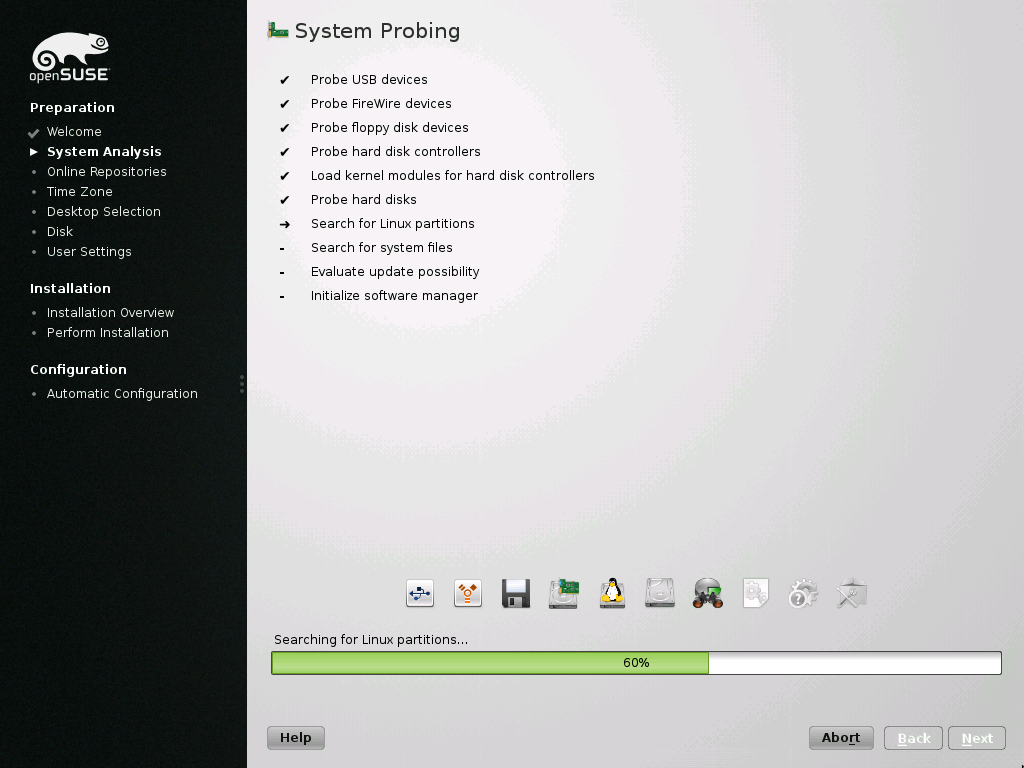 openSUSE
Preparation
Welcome
System Analysis
Online Repositories
Time Zone
Desktop Selection
Disk
User Settings
Installation
Installation Overview
Perform Installation
Configuration
Automatic Configuration
System Probing
✔ Probe USB devices
✔ Probe FireWire devices
✔ Probe floppy disk devices
✔ Probe hard disk controllers
✔ Load kernel modules for hard disk controllers
✔ Probe hard disks
➜ Search for Linux partitions
- Search for system files
- Evaluate update possibility
- Initialize software manager
Searching for Linux partitions...
60%
Help Abort Back Next